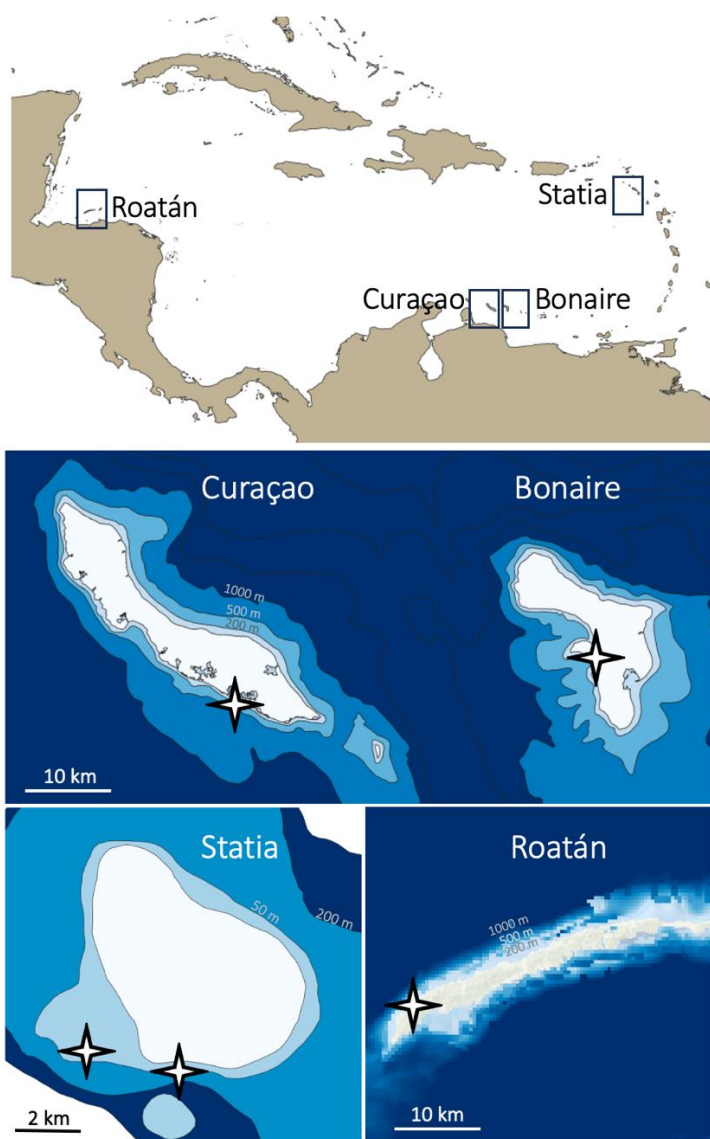 Roatán
Statia
Curaçao
Bonaire
Curaçao
Bonaire
1000 m
500 m
200 m
10 km
Statia
50 m
200 m
2 km
Roatán
1000 m
500 m
200 m
10 km